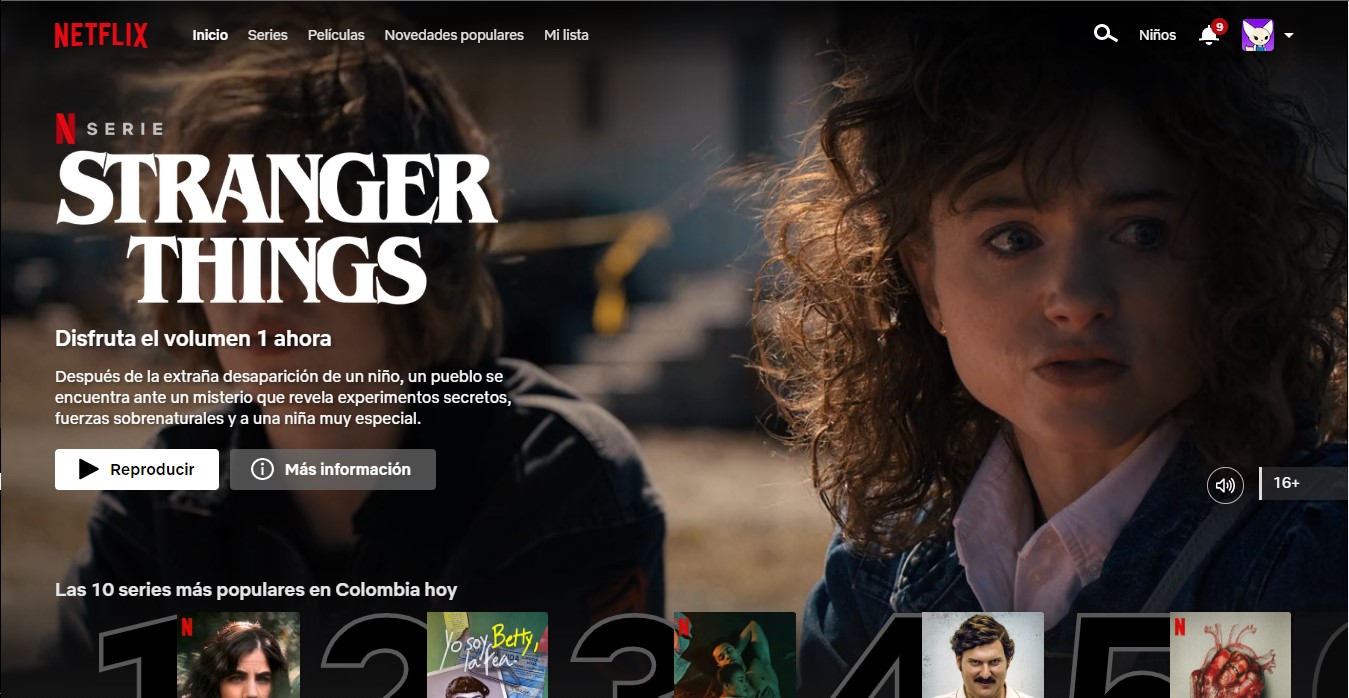 NETFLIX
Inicio Series Películas Novedades populares Mi lista
Niños
9
N SERIE
STRANGER
THINGS
Disfruta el volumen 1 ahora
Después de la extraña desaparición de un niño, un pueblo se
encuentra ante un misterio que revela experimentos secretos,
fuerzas sobrenaturales y a una niña muy especial.
Reproducir
Más información
16+
Las 10 series más populares en Colombia hoy
1 N
2 Yo soy Betty,
la fea
3 N
4
5 N